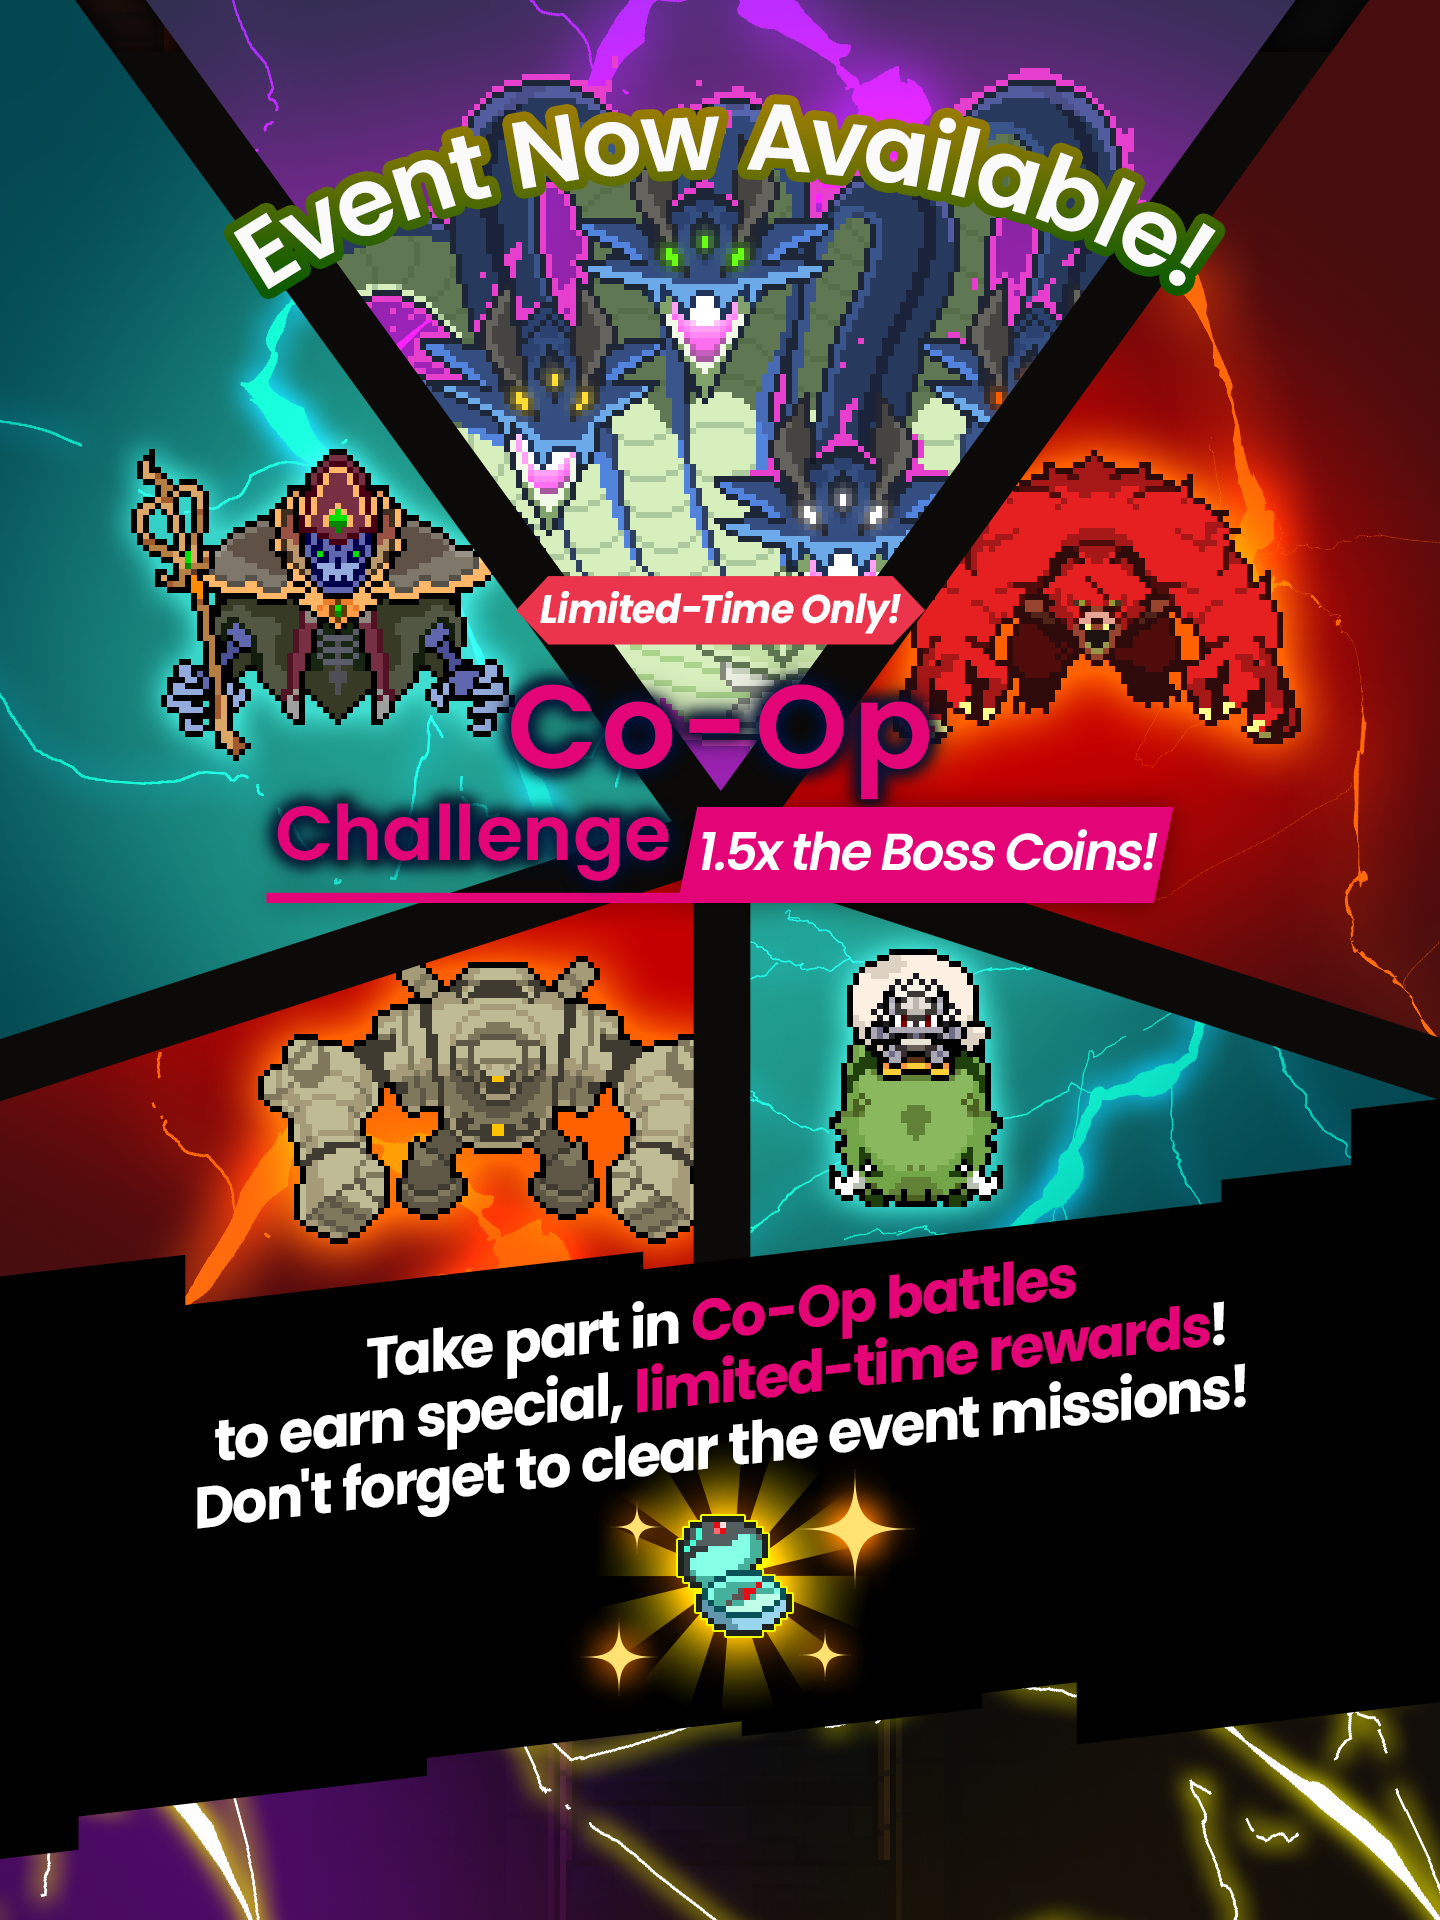 Event Now Available!
Limited-Time Only!
Co-Op
Challenge
1.5x the Boss Coins!
Take part in Co-Op battles
to earn special, limited-time rewards!
Don't forget to clear the event missions!